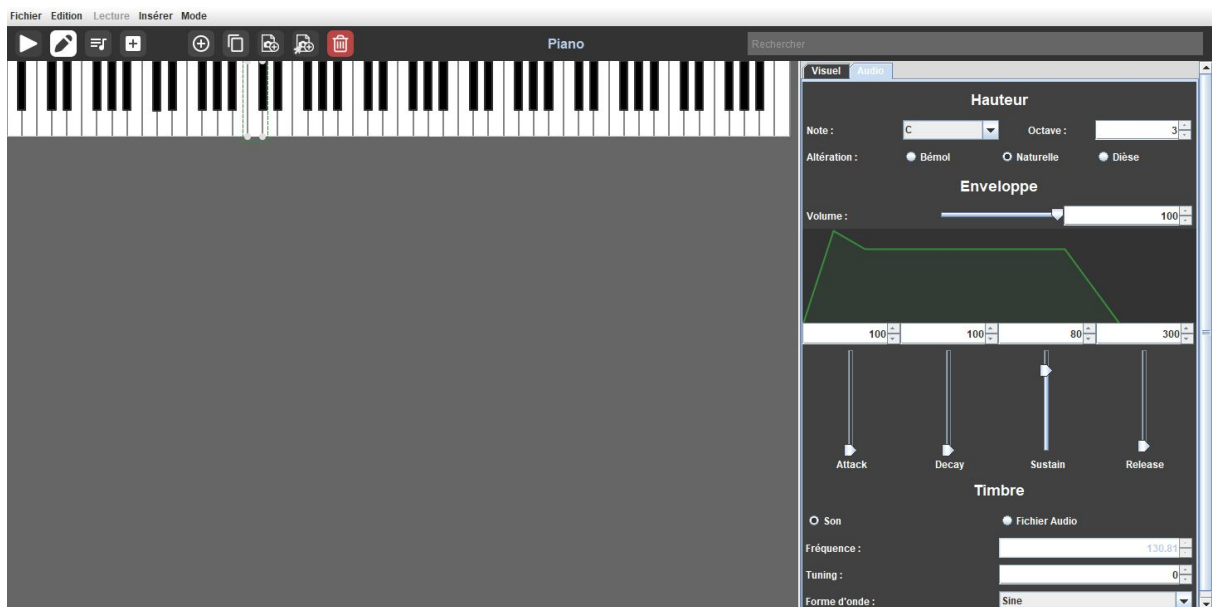 Fichier Edition Lecture Insérer Mode
Piano Rechercher
Visuel Audio
Hauteur
Note : C Octave : 3
Altération : Bémol Naturelle Dièse
Enveloppe
Volume : 100
100 100 80 300
Attack Decay Sustain Release
Timbre
Son Fichier Audio
Fréquence : 130.81
Tuning : 0
Forme d'onde : Sine